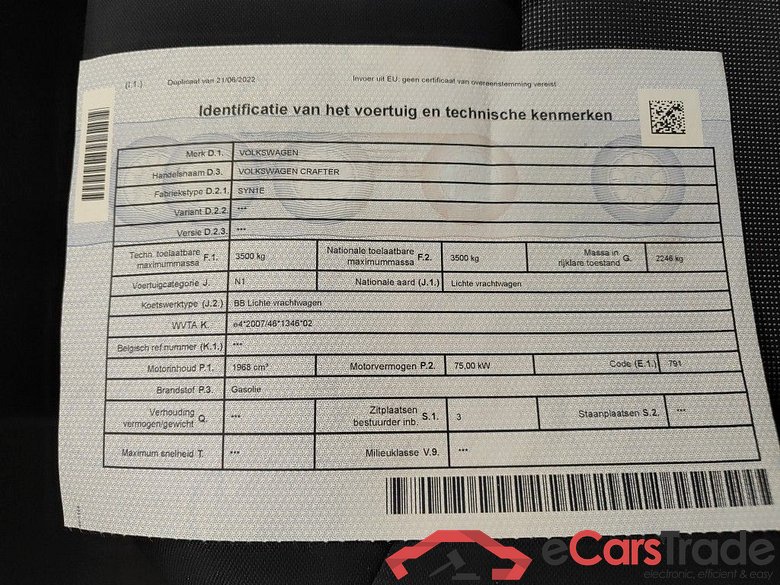 (I.1.) Duplicaat van 21/06/2022 Invoer uit EU: geen certificaat van overeenstemming vereist
Identificatie van het voertuig en technische kenmerken
Merk D.1. VOLKSWAGEN
Handelsnaam D.3. VOLKSWAGEN CRAFTER
Fabriekstype D.2.1. SYN1E
Variant D.2.2. ***
Versie D.2.3. ***
Techn. toelaatbare maximummassa F.1. 3500 kg Nationale toelaatbare maximummassa F.2. 3500 kg Massa in rijklare toestand G. 2246 kg
Voertuigcategorie J. N1 Nationale aard (J.1.) Lichte vrachtwagen
Koetswerktype (J.2.) BB Lichte vrachtwagen
WVTA K. e4*2007/46*1346*02
Belgisch ref.nummer (K.1.) ***
Motorinhoud P.1. 1968 cm³ Motorvermogen P.2. 75,00 kW Code (E.1.) 791
Brandstof P.3. Gasolie
Verhouding vermogen/gewicht Q. *** Zitplaatsen bestuurder inb. S.1. 3 Staanplaatsen S.2. ***
Maximum snelheid T. *** Milieuklasse V.9. ***
eCarsTrade
electronic, efficient & easy